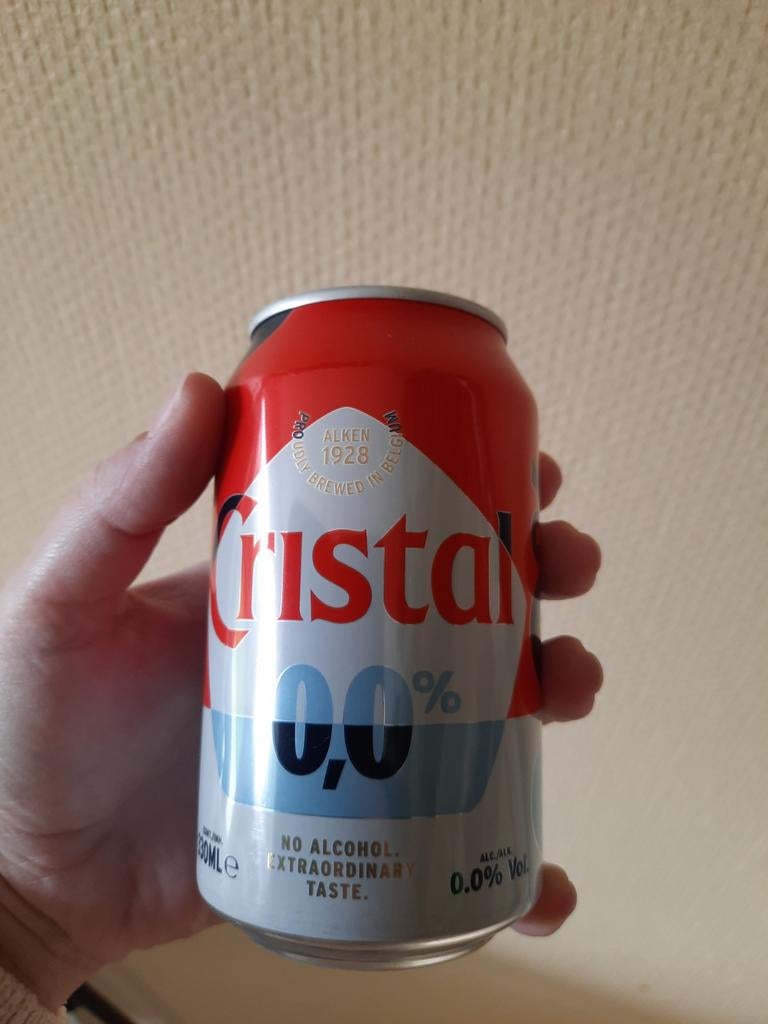 ALKEN
1928
PROUDLY BREWED IN BELGIUM
Cristal
0,0%
NO ALCOHOL.
EXTRAORDINARY
TASTE.
ALC./ALK.
0.0% Vol.